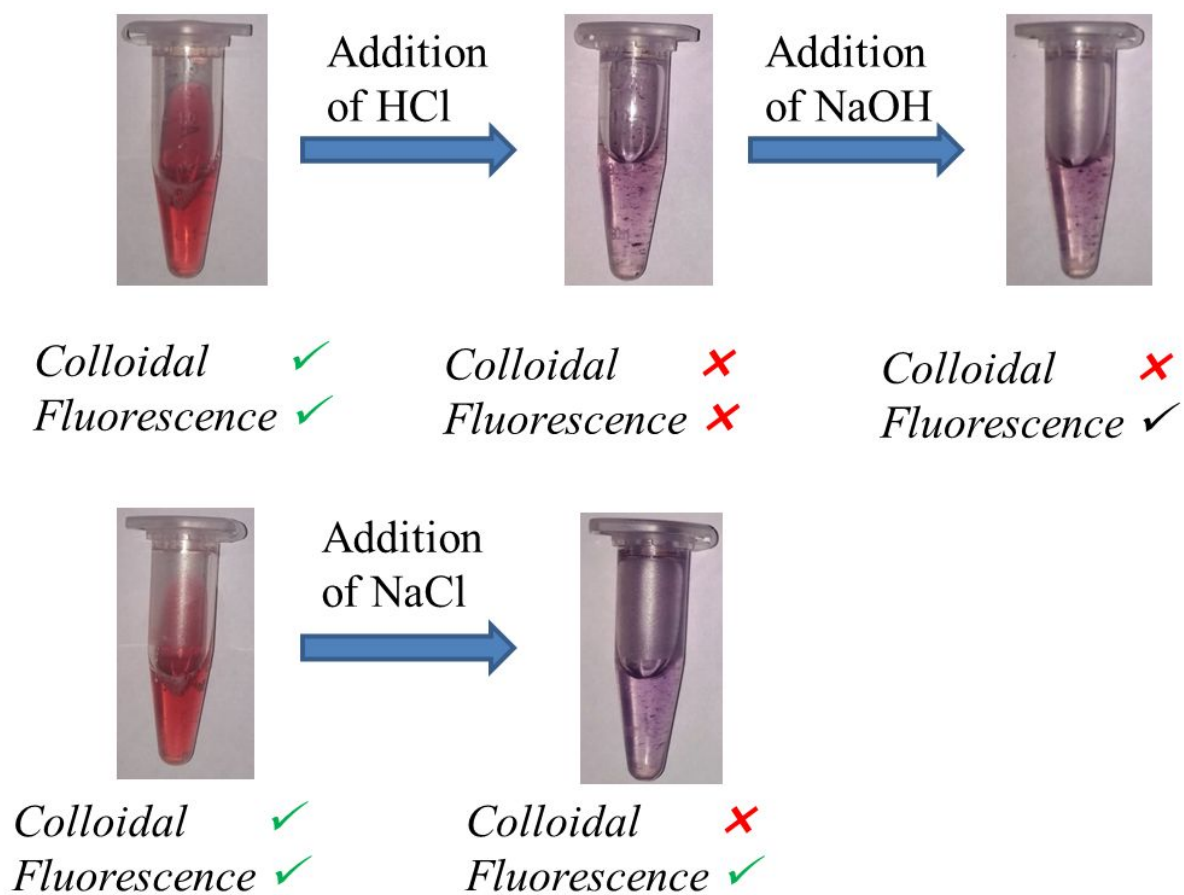 Addition
of HCl
Addition
of NaOH
Colloidal ✓
Fluorescence ✓
Colloidal ✗
Fluorescence ✗
Colloidal ✗
Fluorescence ✓
Addition
of NaCl
Colloidal ✓
Fluorescence ✓
Colloidal ✗
Fluorescence ✓